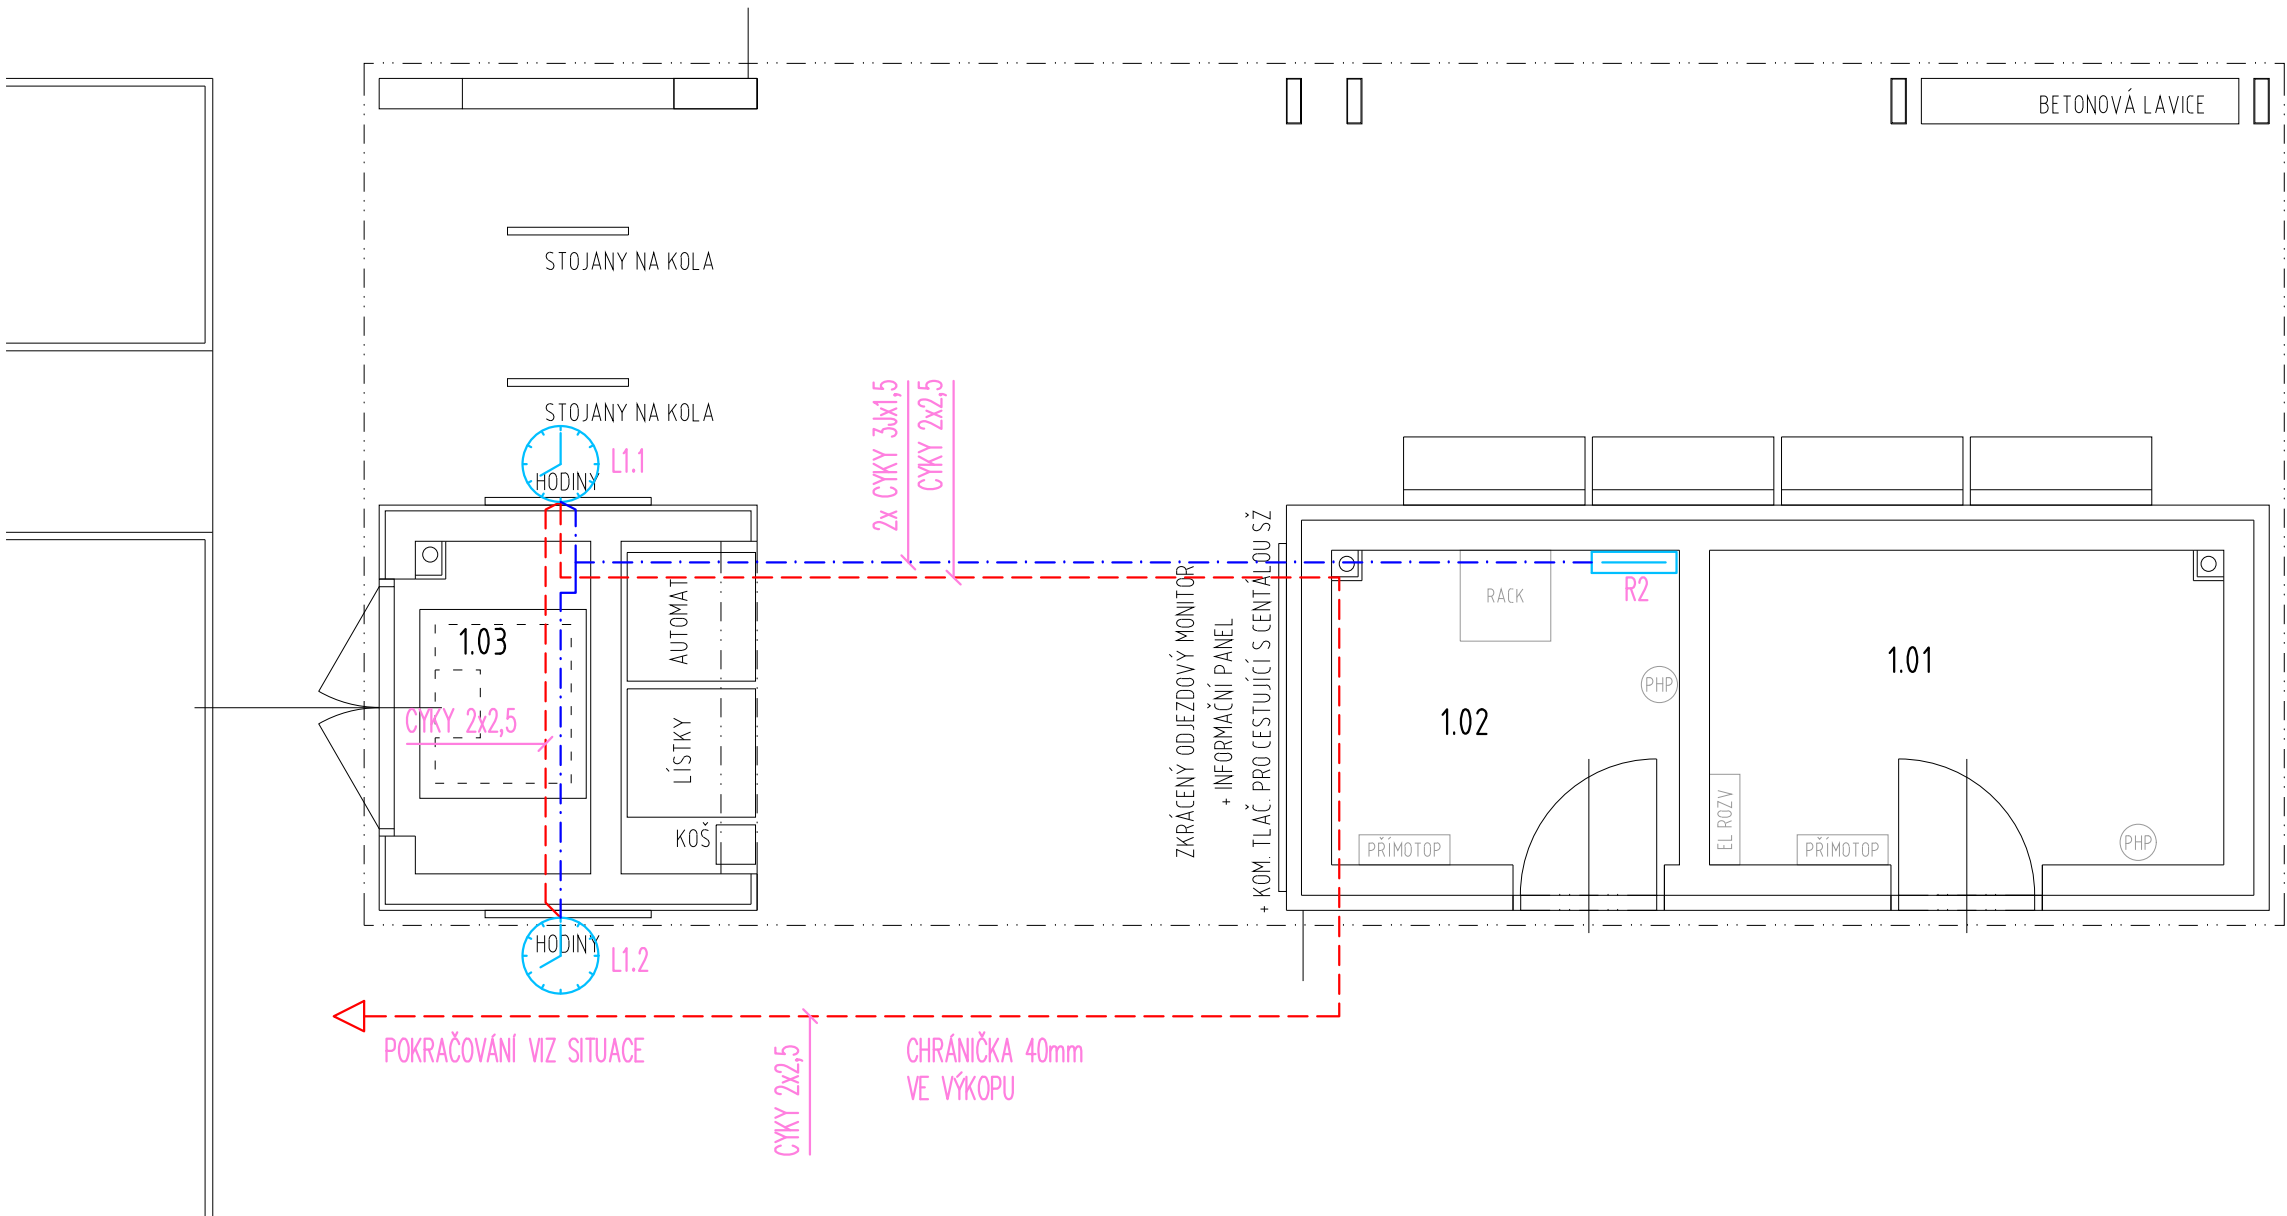 BETONOVÁ LAVICE
STOJANY NA KOLA
STOJANY NA KOLA
L1.1
HODINY
2x CYKY 3Jx1,5
CYKY 2x2,5
1.03
CYKY 2x2,5
AUTOMAT
LÍSTKY
KOŠ
ZKRÁCENÝ ODJEZDOVÝ MONITOR
+ INFORMAČNÍ PANEL
+ KOM. TLAČ. PRO CESTUJÍCÍ S CENTÁLOU SŽ
RACK
R2
PHP
1.02
1.01
PŘÍMOTOP
EL ROZV
PŘÍMOTOP
PHP
HODINY
L1.2
POKRAČOVÁNÍ VIZ SITUACE
CYKY 2x2,5
CHRÁNIČKA 40mm
VE VÝKOPU